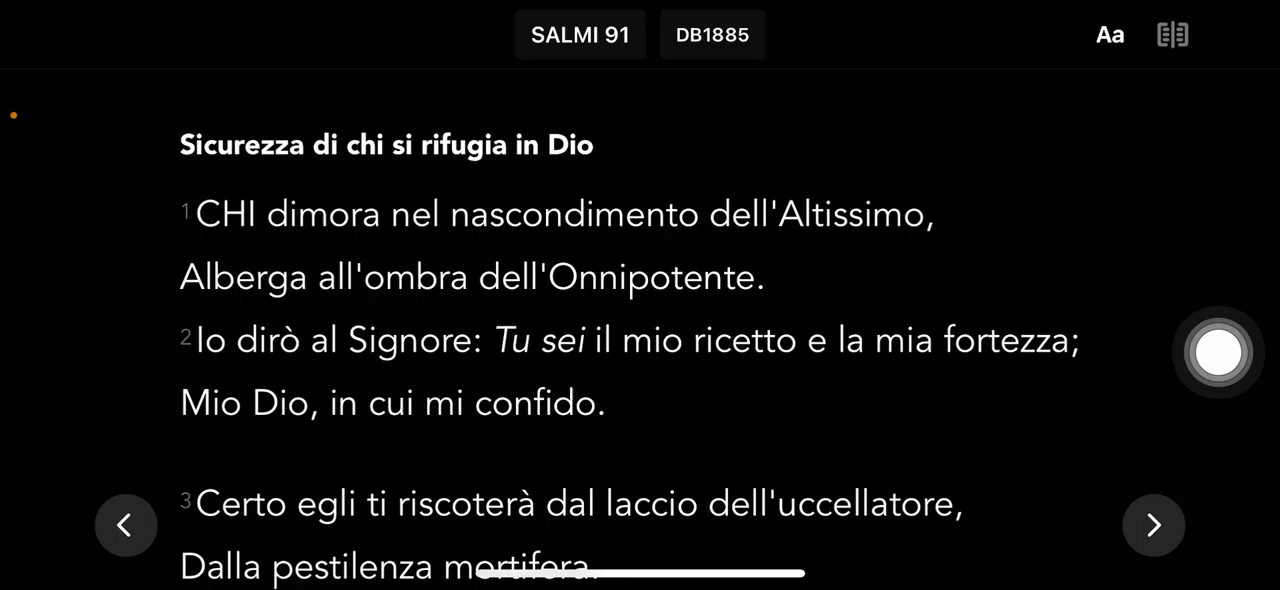 SALMI 91 DB1885 Aa
Sicurezza di chi si rifugia in Dio
1 CHI dimora nel nascondimento dell'Altissimo,
Alberga all'ombra dell'Onnipotente.
2 Io dirò al Signore: Tu sei il mio ricetto e la mia fortezza;
Mio Dio, in cui mi confido.
3 Certo egli ti riscoterà dal laccio dell'uccellatore,
Dalla pestilenza mortifera.